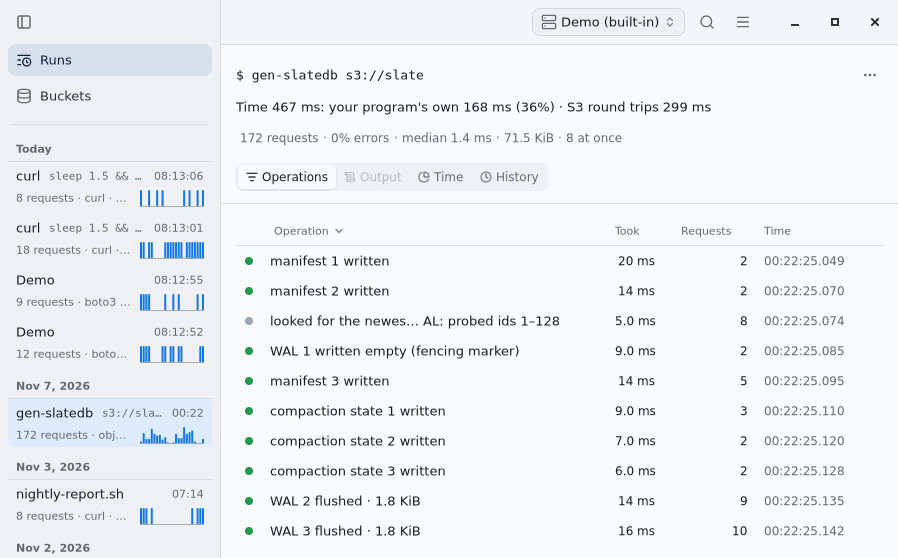 Demo (built-in)
Runs
Buckets
Today
curl sleep 1.5 && … 08:13:06
8 requests · curl · …
curl sleep 1.5 && … 08:13:01
18 requests · curl ·…
Demo 08:12:55
9 requests · boto3 …
Demo 08:12:52
12 requests · boto…
Nov 7, 2026
gen-slatedb s3://sla… 00:22
172 requests · obj…
Nov 3, 2026
nightly-report.sh 07:14
8 requests · curl · …
Nov 2, 2026
$ gen-slatedb s3://slate
Time 467 ms: your program's own 168 ms (36%) · S3 round trips 299 ms
172 requests · 0% errors · median 1.4 ms · 71.5 KiB · 8 at once
Operations Output Time History
Operation Took Requests Time
manifest 1 written 20 ms 2 00:22:25.049
manifest 2 written 14 ms 2 00:22:25.070
looked for the newes… AL: probed ids 1–128 5.0 ms 8 00:22:25.074
WAL 1 written empty (fencing marker) 9.0 ms 2 00:22:25.085
manifest 3 written 14 ms 5 00:22:25.095
compaction state 1 written 9.0 ms 3 00:22:25.110
compaction state 2 written 7.0 ms 2 00:22:25.120
compaction state 3 written 6.0 ms 2 00:22:25.128
WAL 2 flushed · 1.8 KiB 14 ms 9 00:22:25.135
WAL 3 flushed · 1.8 KiB 16 ms 10 00:22:25.142